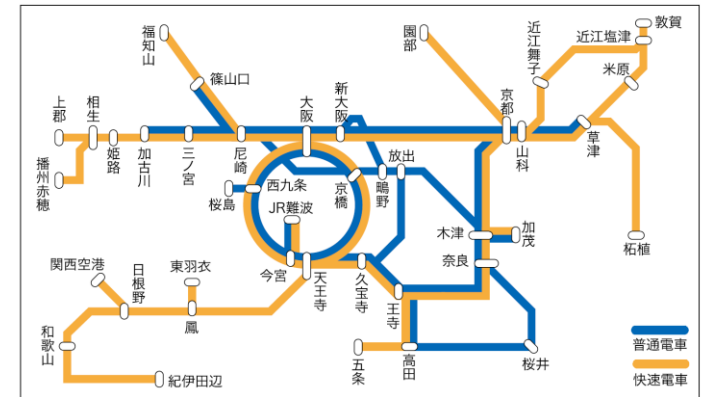 敦賀
近江塩津
近江舞子
米原
園部
福知山
篠山口
新大阪
大阪
京都
上郡
相生
姫路
加古川
三ノ宮
尼崎
山科
草津
播州赤穂
放出
京橋
鴫野
西九条
桜島
JR難波
木津
加茂
柘植
奈良
今宮
天王寺
久宝寺
王寺
関西空港
日根野
東羽衣
鳳
和歌山
紀伊田辺
五条
高田
桜井
普通電車
快速電車